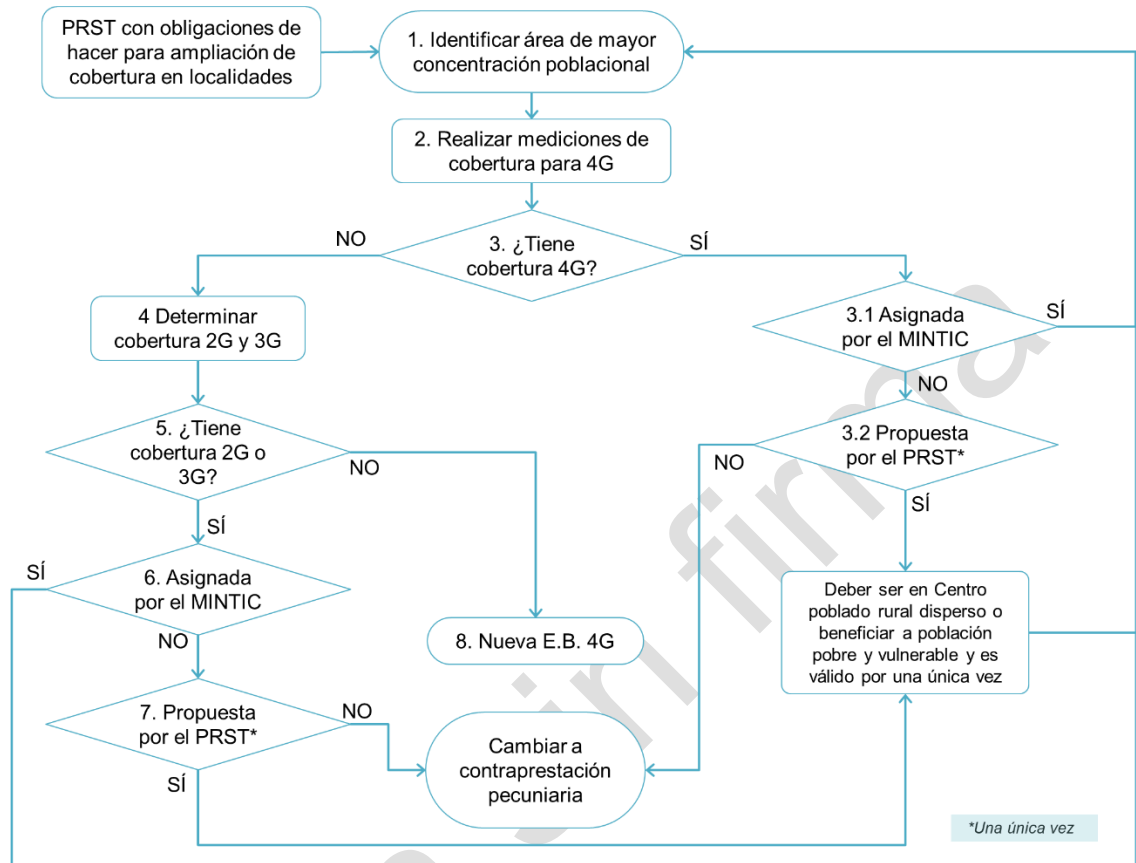 PRST con obligaciones de
hacer para ampliación de
cobertura en localidades
1. Identificar área de mayor
concentración poblacional
2. Realizar mediciones de
cobertura para 4G
3. ¿Tiene
cobertura 4G?
NO
SÍ
4 Determinar
cobertura 2G y 3G
3.1 Asignada
por el MINTIC
SÍ
NO
5. ¿Tiene
cobertura 2G o
3G?
NO
SÍ
3.2 Propuesta
por el PRST*
NO
SÍ
6. Asignada
por el MINTIC
SÍ
NO
8. Nueva E.B. 4G
Deber ser en Centro
poblado rural disperso o
beneficiar a población
pobre y vulnerable y es
válido por una única vez
7. Propuesta
por el PRST*
NO
SÍ
Cambiar a
contraprestación
pecuniaria
*Una única vez
sin firma